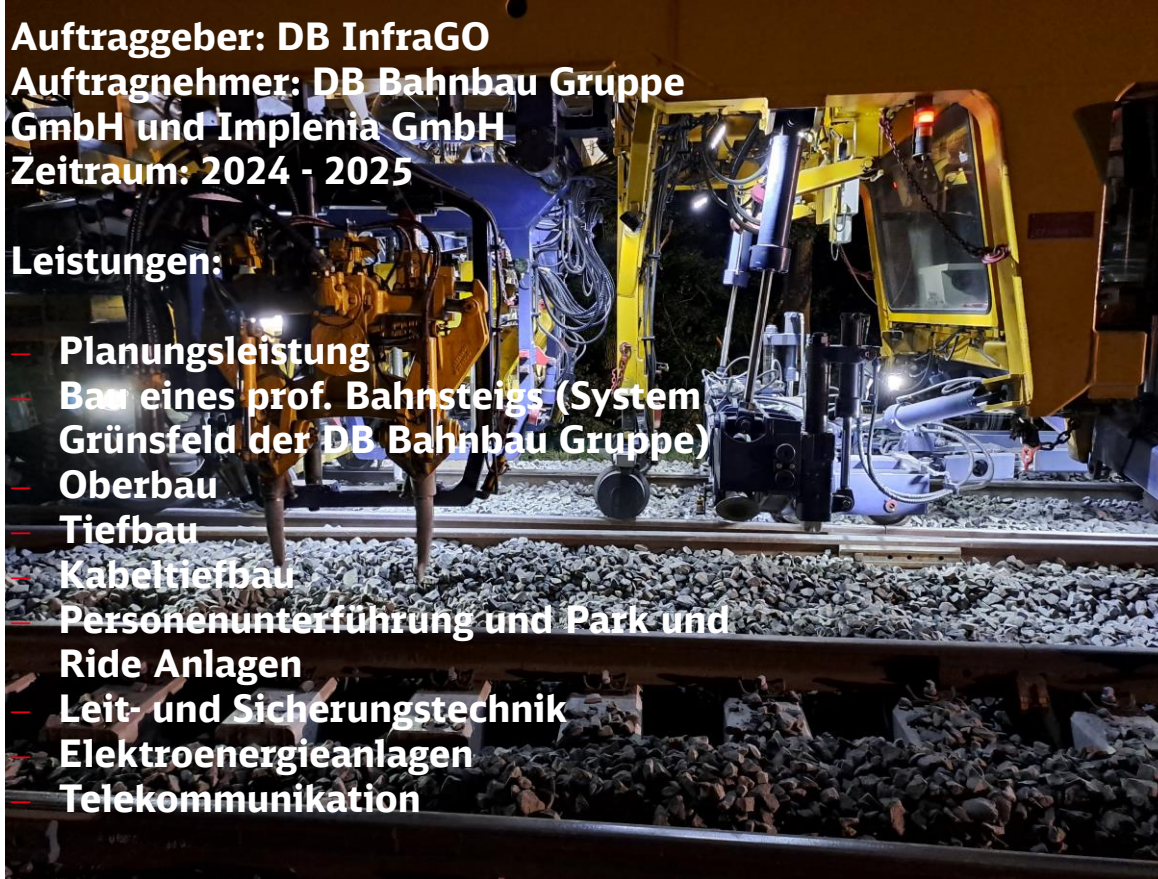 Auftraggeber: DB InfraGO
Auftragnehmer: DB Bahnbau Gruppe
GmbH und Implenia GmbH
Zeitraum: 2024 - 2025
Leistungen:
– Planungsleistung
– Bau eines prof. Bahnsteigs (System
Grünsfeld der DB Bahnbau Gruppe)
– Oberbau
– Tiefbau
– Kabeltiefbau
– Personenunterführung und Park und
Ride Anlagen
– Leit- und Sicherungstechnik
– Elektroenergieanlagen
– Telekommunikation